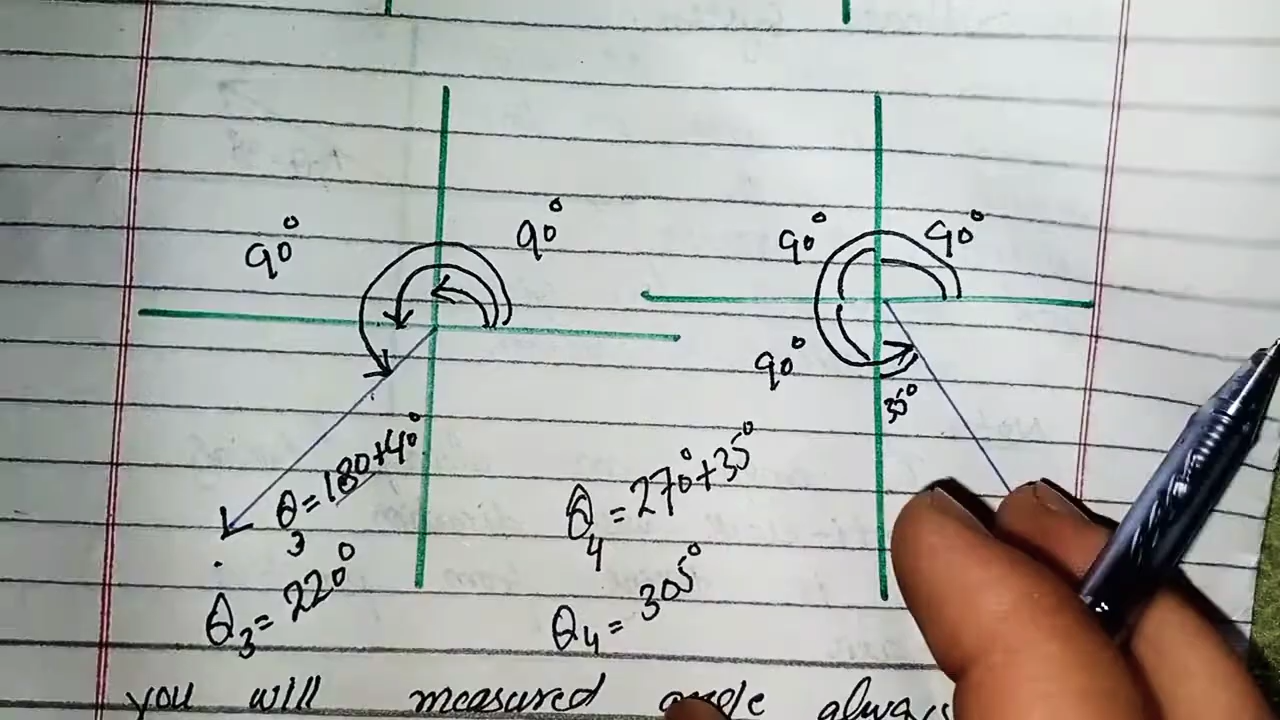 90° 90°
90° 90°
90°
35°
θ3 = 180+40°
θ3 = 220°
θ4 = 270°+35°
θ4 = 305°
you will measured angle always